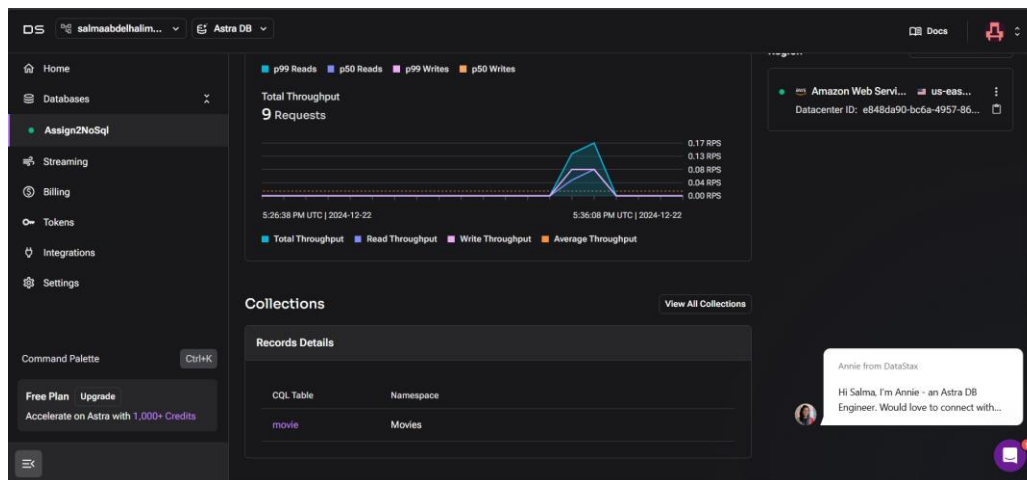 DS salmaabdelhalim... Astra DB
Docs
Home
Databases
Assign2NoSql
Streaming
Billing
Tokens
Integrations
Settings
Command Palette Ctrl+K
Free Plan Upgrade
Accelerate on Astra with 1,000+ Credits
p99 Reads p50 Reads p99 Writes p50 Writes
Total Throughput
9 Requests
0.17 RPS
0.13 RPS
0.08 RPS
0.04 RPS
0.00 RPS
5:26:38 PM UTC | 2024-12-22 5:36:08 PM UTC | 2024-12-22
Total Throughput Read Throughput Write Throughput Average Throughput
Collections View All Collections
Records Details
CQL Table Namespace
movie Movies
Region
aws Amazon Web Servi... us-eas...
Datacenter ID: e848da90-bc6a-4957-86...
Annie from DataStax
Hi Salma, I'm Annie - an Astra DB
Engineer. Would love to connect with...